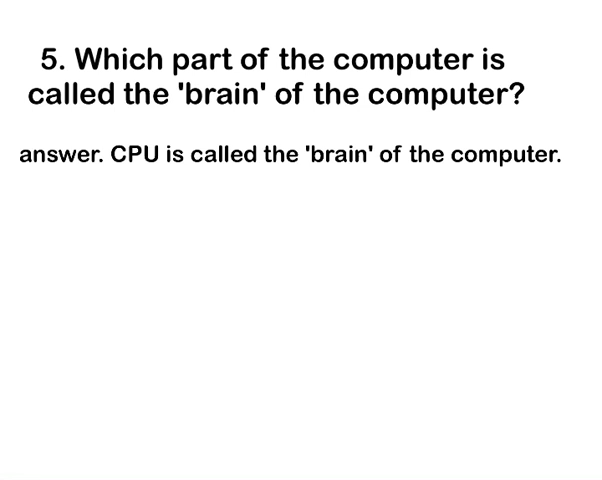 5. Which part of the computer is
called the 'brain' of the computer?
answer. CPU is called the 'brain' of the computer.